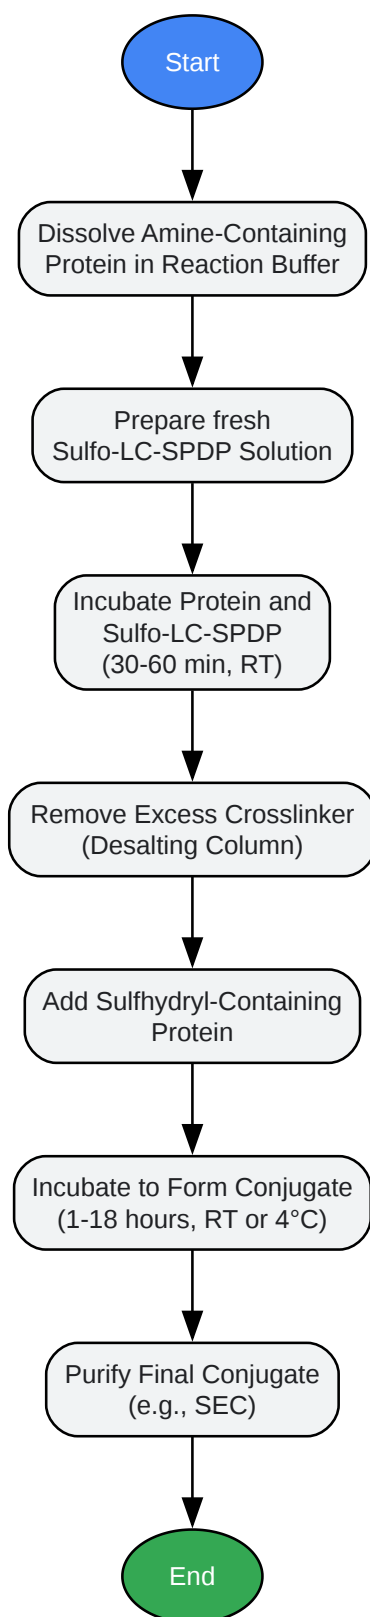 Start
Dissolve Amine-Containing
Protein in Reaction Buffer
Prepare fresh
Sulfo-LC-SPDP Solution
Incubate Protein and
Sulfo-LC-SPDP
(30-60 min, RT)
Remove Excess Crosslinker
(Desalting Column)
Add Sulfhydryl-Containing
Protein
Incubate to Form Conjugate
(1-18 hours, RT or 4°C)
Purify Final Conjugate
(e.g., SEC)
End